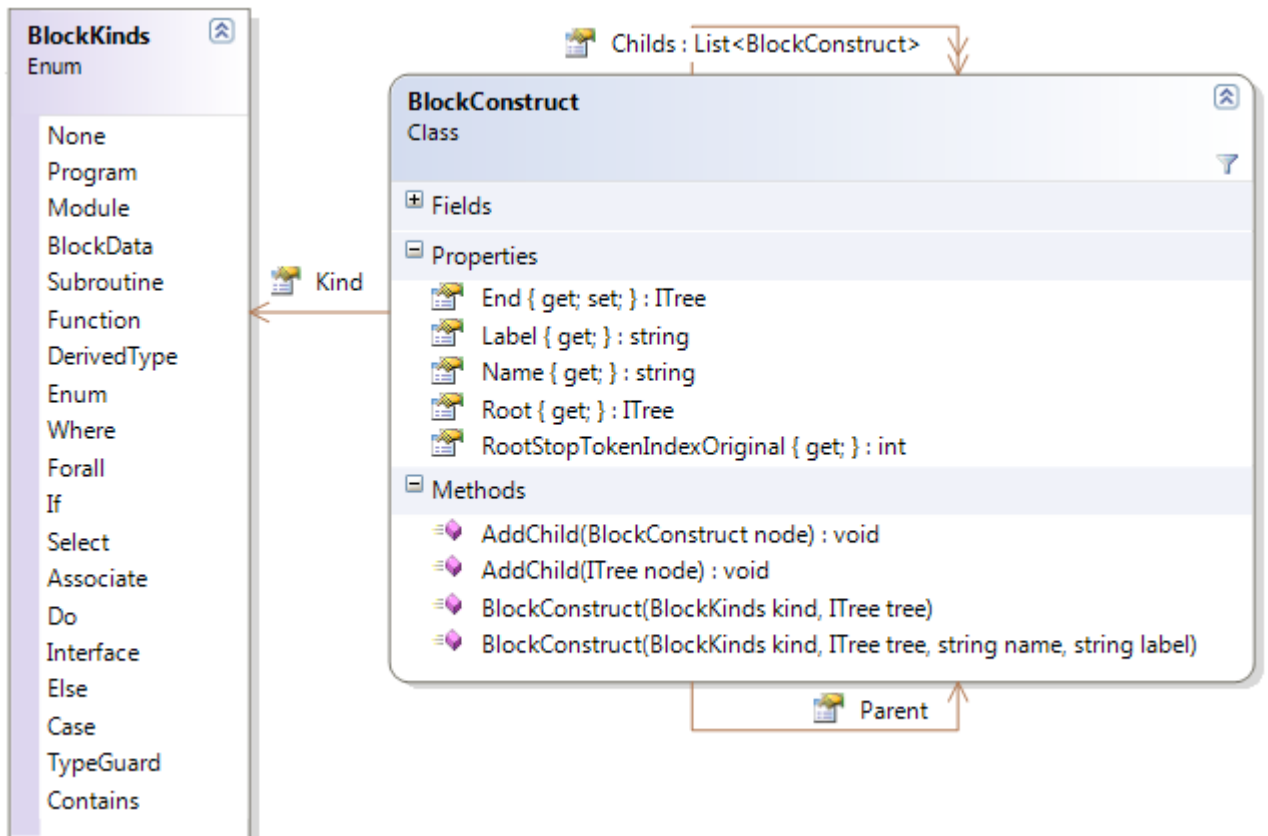 BlockKinds
Enum
None
Program
Module
BlockData
Subroutine
Function
DerivedType
Enum
Where
Forall
If
Select
Associate
Do
Interface
Else
Case
TypeGuard
Contains
Kind
Childs : List<BlockConstruct>
BlockConstruct
Class
Fields
Properties
End { get; set; } : ITree
Label { get; } : string
Name { get; } : string
Root { get; } : ITree
RootStopTokenIndexOriginal { get; } : int
Methods
AddChild(BlockConstruct node) : void
AddChild(ITree node) : void
BlockConstruct(BlockKinds kind, ITree tree)
BlockConstruct(BlockKinds kind, ITree tree, string name, string label)
Parent